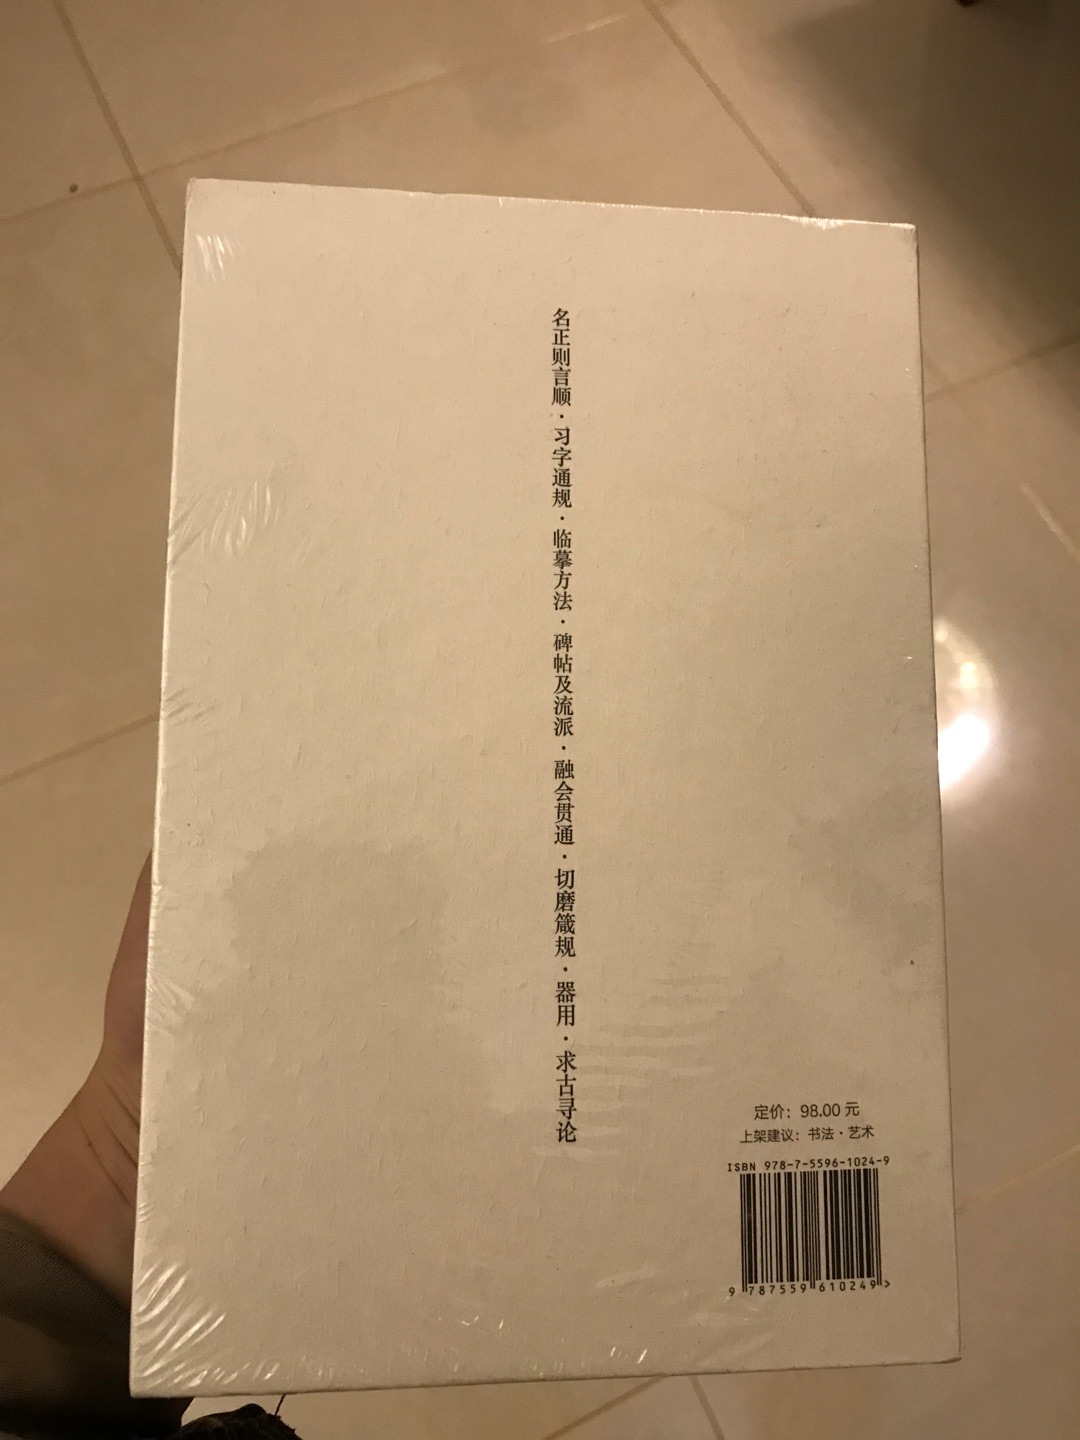 名正则言顺·习字通规·临摹方法·碑帖及流派·融会贯通·切磨箴规·器用·求古寻论
定价：98.00 元
上架建议：书法·艺术
ISBN 978-7-5596-1024-9
9 787559 610249 >